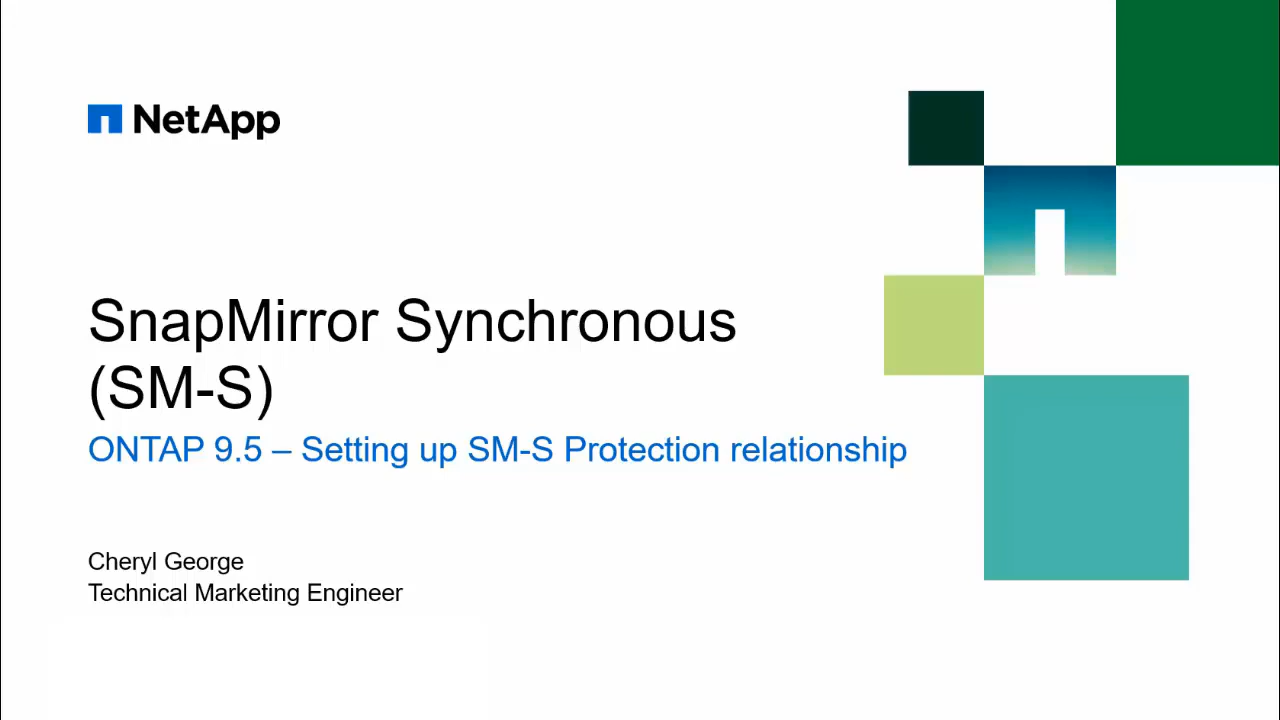 NetApp
SnapMirror Synchronous
(SM-S)
ONTAP 9.5 – Setting up SM-S Protection relationship
Cheryl George
Technical Marketing Engineer